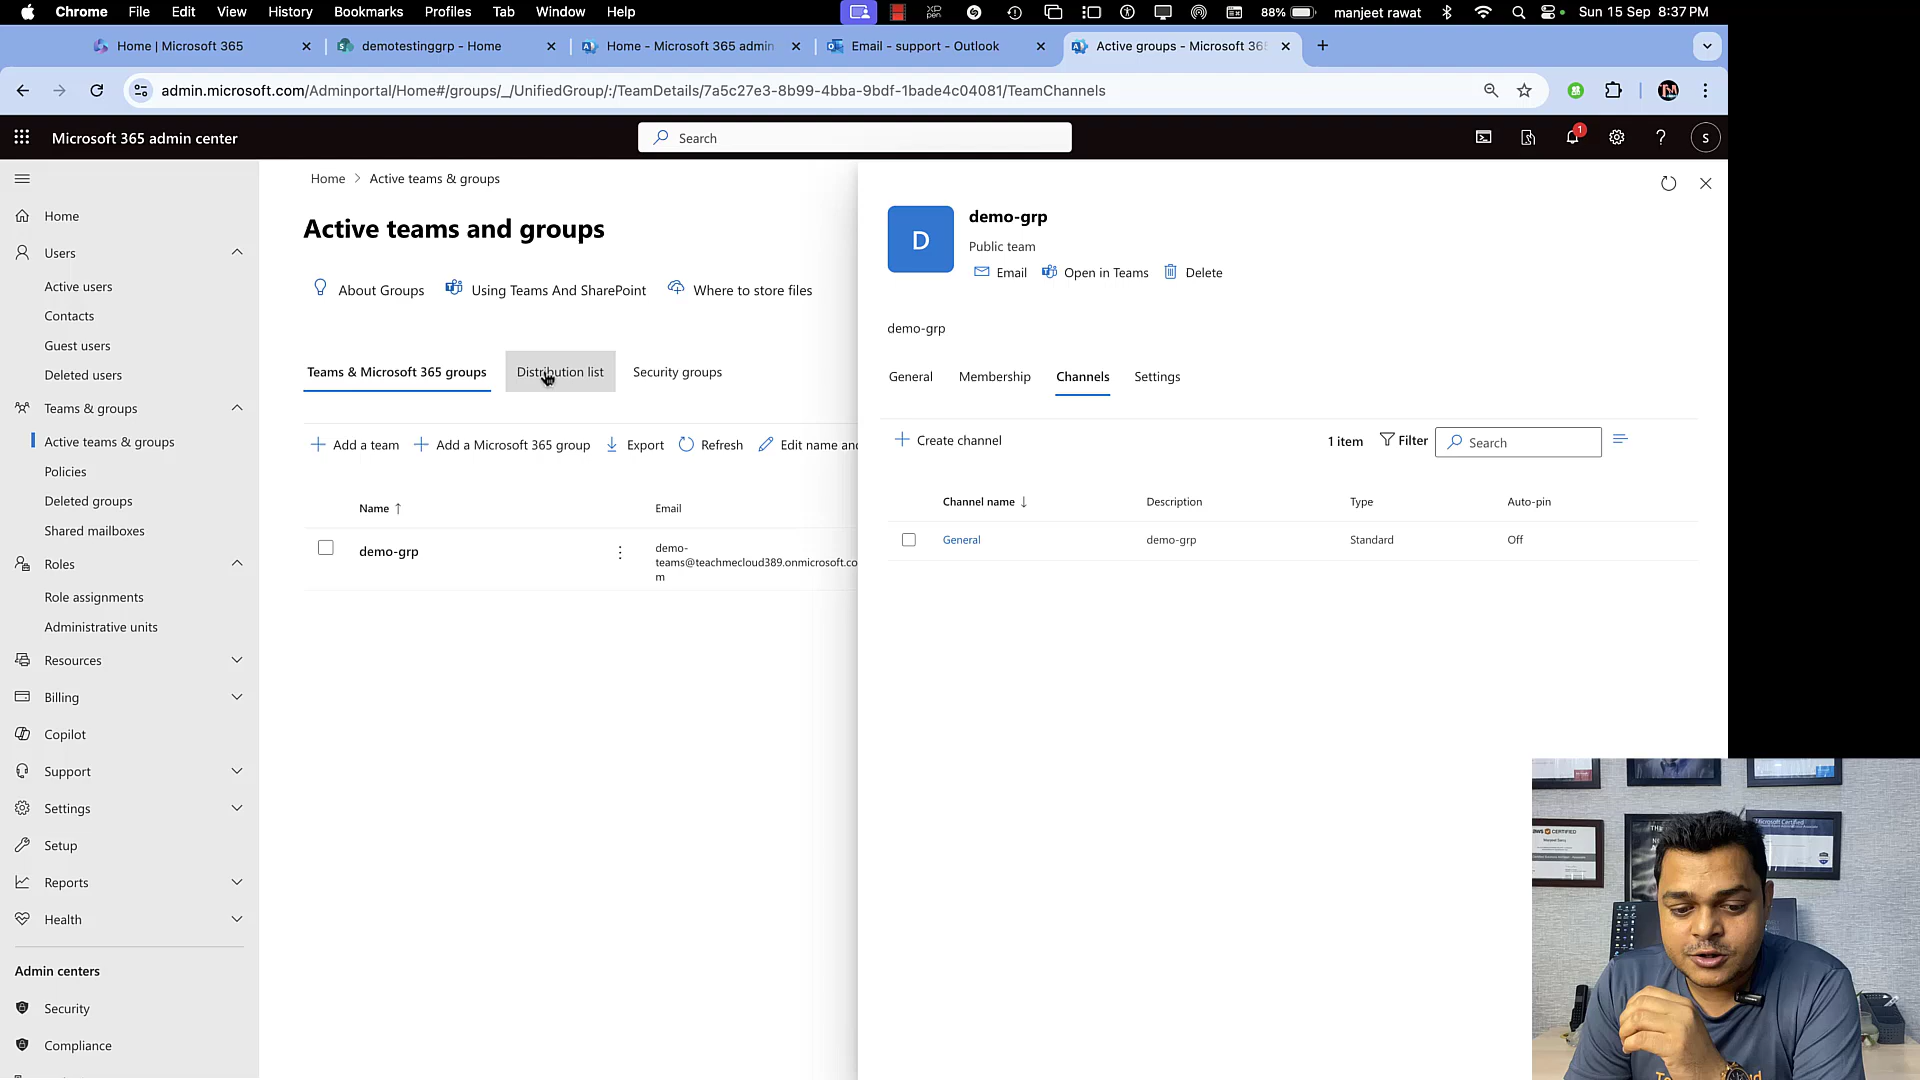 Chrome File Edit View History Bookmarks Profiles Tab Window Help 88% manjeet rawat Sun 15 Sep 8:37 PM
Home | Microsoft 365
demotestinggrp - Home
Home - Microsoft 365 admin
Email - support - Outlook
Active groups - Microsoft 365
admin.microsoft.com/Adminportal/Home#/groups/_/UnifiedGroup/:/TeamDetails/7a5c27e3-8b99-4bba-9bdf-1bade4c04081/TeamChannels
Microsoft 365 admin center
Search
1
S
Home
Users
Active users
Contacts
Guest users
Deleted users
Teams & groups
Active teams & groups
Policies
Deleted groups
Shared mailboxes
Roles
Role assignments
Administrative units
Resources
Billing
Copilot
Support
Settings
Setup
Reports
Health
Admin centers
Security
Compliance
Home > Active teams & groups
Active teams and groups
About Groups
Using Teams And SharePoint
Where to store files
Teams & Microsoft 365 groups
Distribution list
Security groups
Add a team
Add a Microsoft 365 group
Export
Refresh
Edit name and
Name ↑
Email
demo-grp
demo-
teams@teachmecloud389.onmicrosoft.co
m
D
demo-grp
Public team
Email
Open in Teams
Delete
demo-grp
General
Membership
Channels
Settings
Create channel
1 item
Filter
Search
Channel name ↓
Description
Type
Auto-pin
General
demo-grp
Standard
Off
CERTIFIED
Microsoft Certified